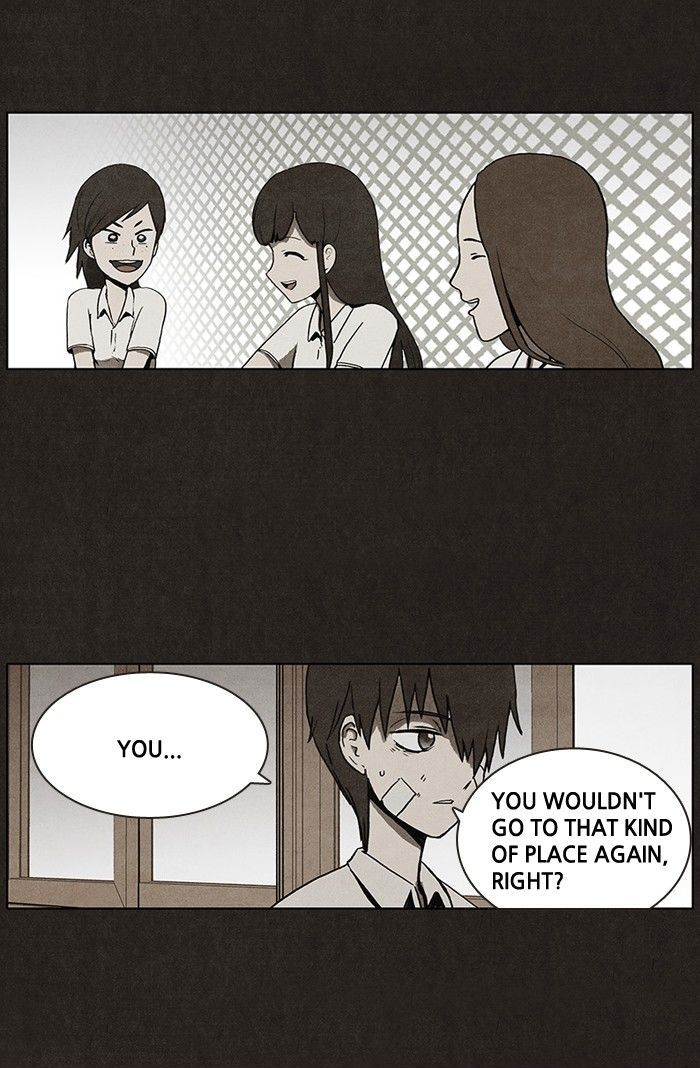 YOU...
YOU WOULDN'T
GO TO THAT KIND
OF PLACE AGAIN,
RIGHT?